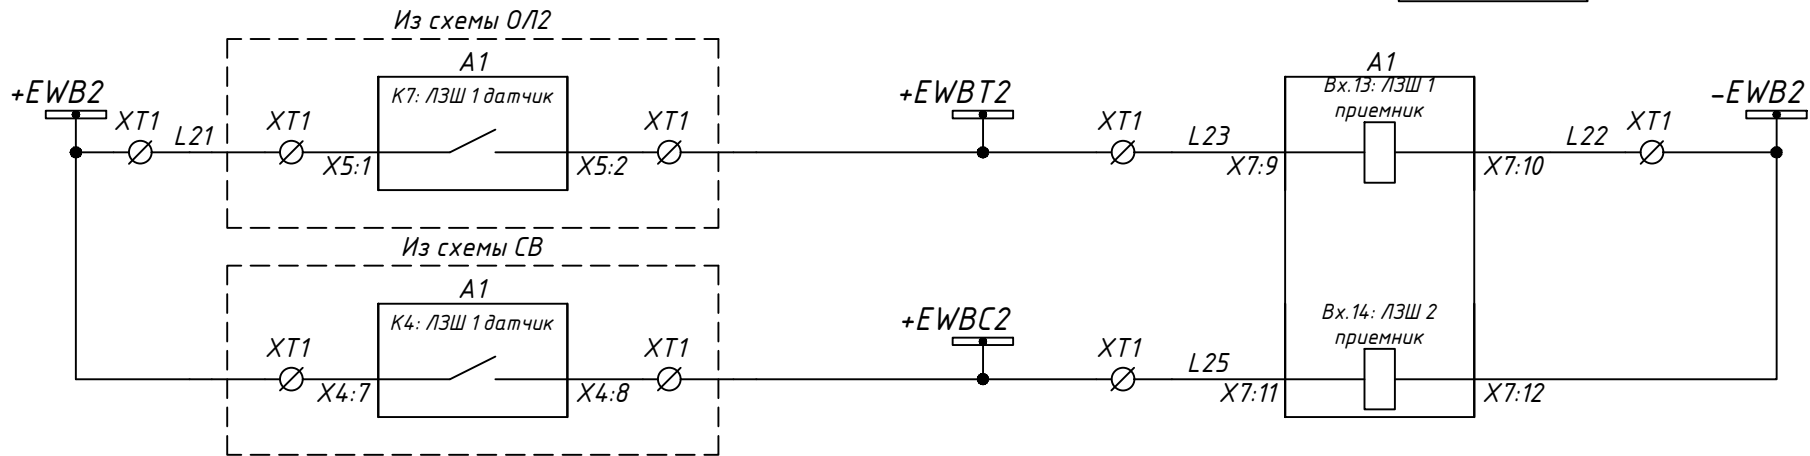 Из схемы ОЛ2
+EWB2
XT1
L21
XT1
A1
К7: ЛЗШ 1 датчик
X5:1
X5:2
XT1
+EWBT2
XT1
L23
X7:9
A1
Вх.13: ЛЗШ 1
приемник
X7:10
L22
XT1
-EWB2
Из схемы СВ
XT1
X4:7
A1
К4: ЛЗШ 1 датчик
X4:8
XT1
+EWBC2
XT1
L25
X7:11
Вх.14: ЛЗШ 2
приемник
X7:12